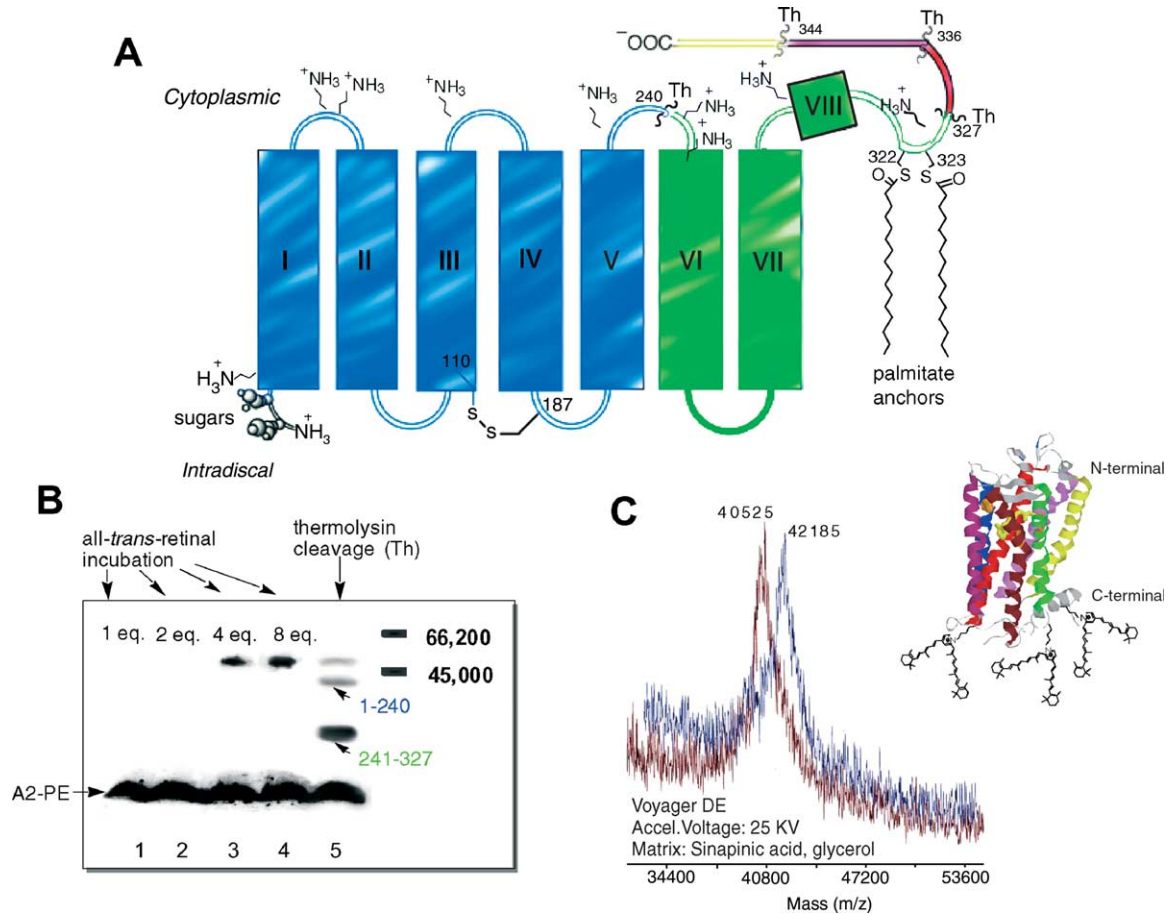 A
Cytoplasmic
+NH3
+NH3
+NH3
+NH3
240
Th
+NH3
+NH3
+
H3N
VIII
−OOC
Th
344
Th
336
+
H3N
Th
327
322
323
O
S
S
O
I
II
III
IV
V
VI
VII
110
187
S
S
+
H3N
sugars
+
NH3
Intradiscal
palmitate
anchors
B
all-trans-retinal
incubation
thermolysin
cleavage (Th)
1 eq.
2 eq.
4 eq.
8 eq.
66,200
45,000
1-240
241-327
A2-PE
1
2
3
4
5
C
40525
42185
N-terminal
C-terminal
Voyager DE
Accel.Voltage: 25 KV
Matrix: Sinapinic acid, glycerol
34400
40800
47200
53600
Mass (m/z)